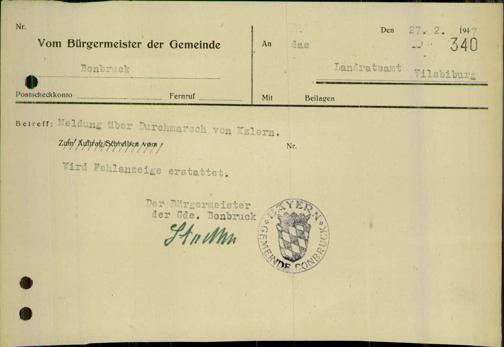 Nr.
Vom Bürgermeister der Gemeinde
Bonbruck
Postscheckkonto Fernruf
Den 27. 2. 1947
340
An das
Landratsamt Vilsbiburg
Mit Beilagen
Betreff: Meldung über Durchmarsch von Kzlern.
Zum Auftrag/Schreiben vom Nr.
Wird Fehlanzeige erstattet.
Der Bürgermeister
der Gde. Bonbruck
BAYERN
GEMEINDE BONBRUCK